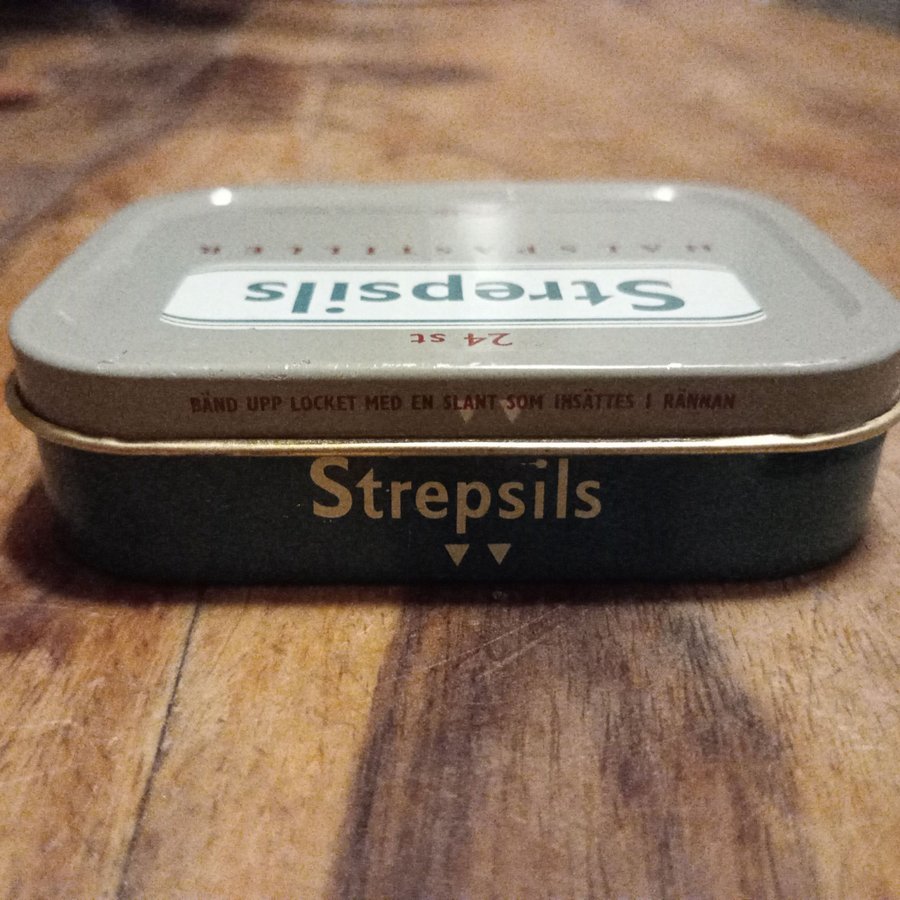 HALSPASTILLER
Strepsils
24 st
BÄND UPP LOCKET MED EN SLANT SOM INSÄTTES I RÄNNAN
Strepsils